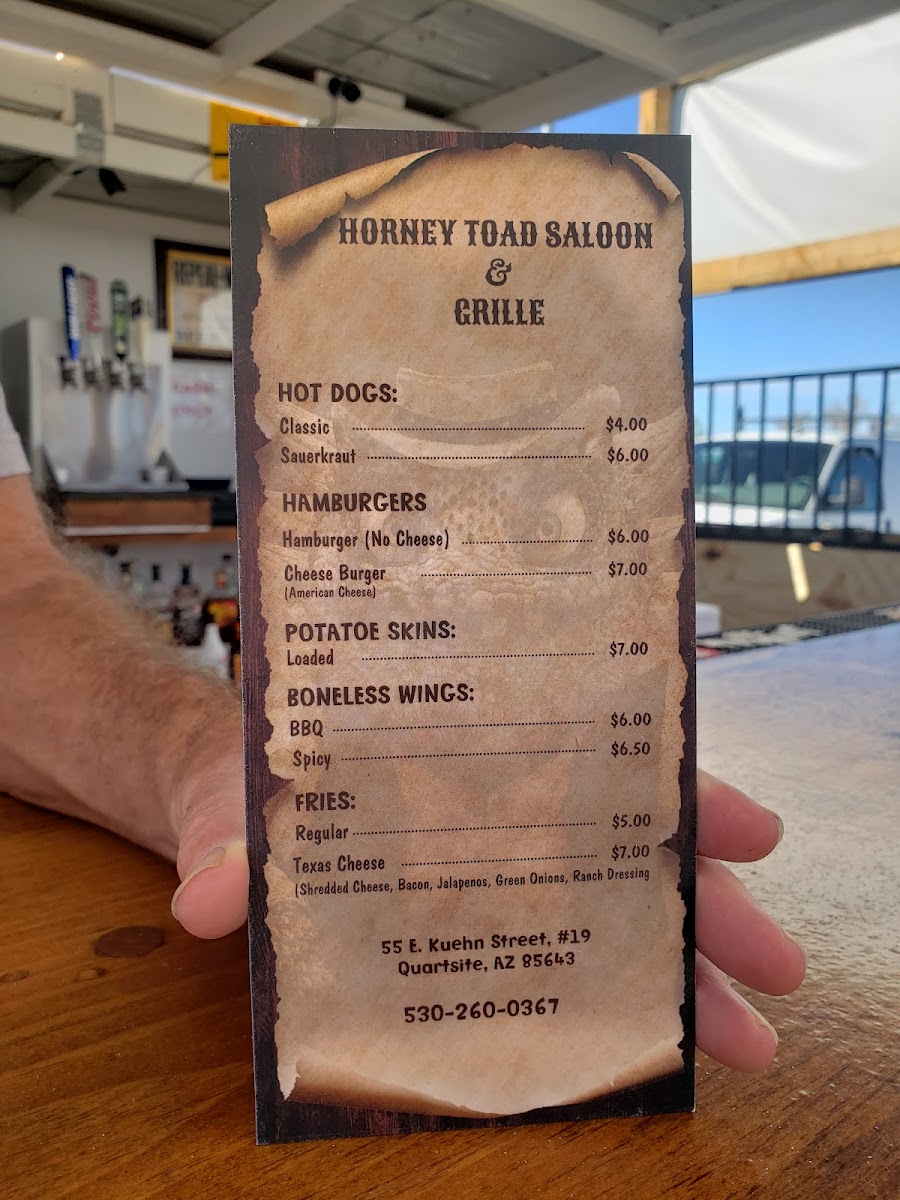 HORNEY TOAD SALOON
&
GRILLE
HOT DOGS:
Classic ........ $4.00
Sauerkraut ........ $6.00
HAMBURGERS
Hamburger (No Cheese) ........ $6.00
Cheese Burger ........ $7.00
(American Cheese)
POTATOE SKINS:
Loaded ........ $7.00
BONELESS WINGS:
BBQ ........ $6.00
Spicy ........ $6.50
FRIES:
Regular ........ $5.00
Texas Cheese ........ $7.00
(Shredded Cheese, Bacon, Jalapenos, Green Onions, Ranch Dressing
55 E. Kuehn Street, #19
Quartsite, AZ 85643
530-260-0367